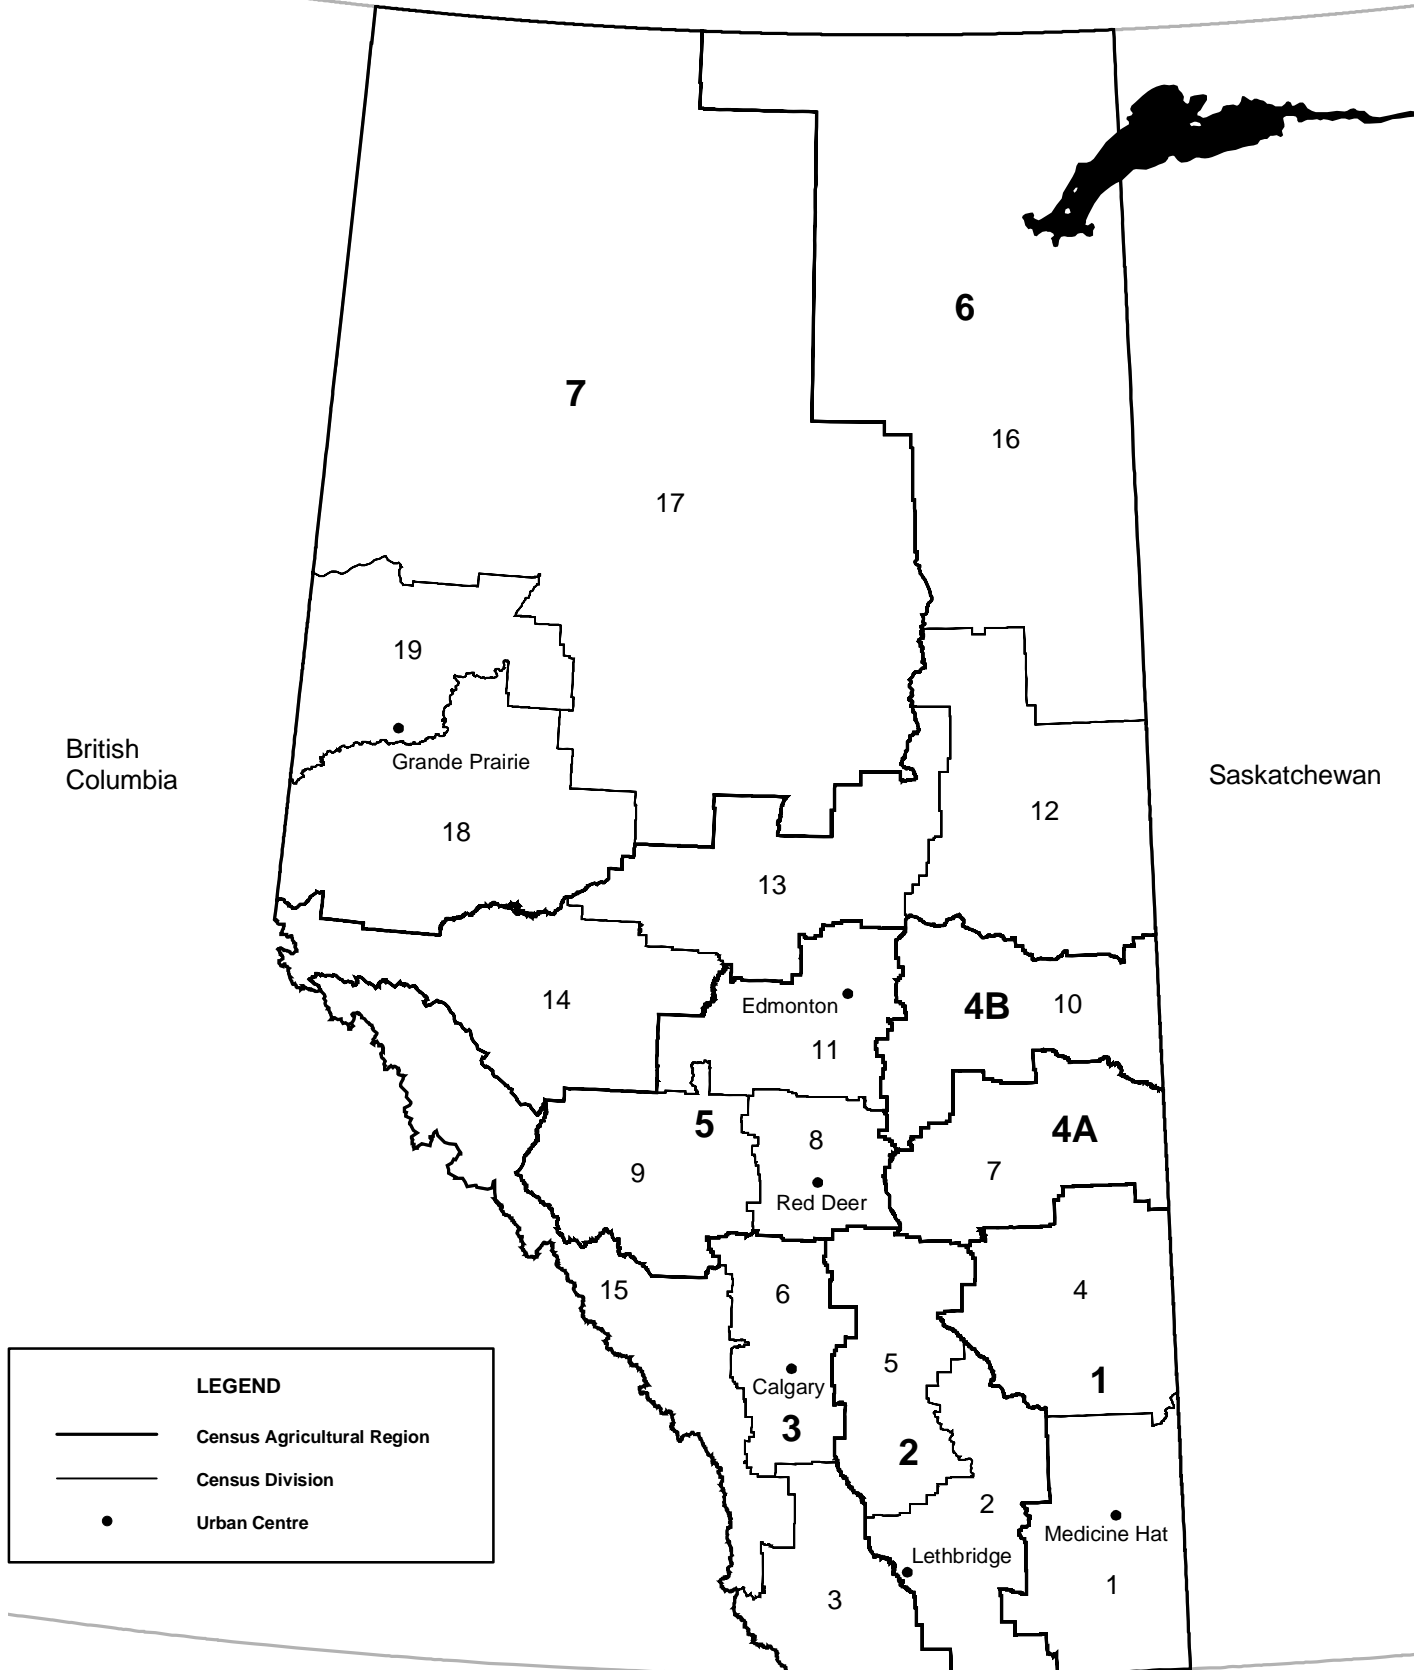 6
7
16
17
19
British
Columbia
Grande Prairie
Saskatchewan
12
18
13
14
Edmonton
4B
10
11
5
8
4A
9
7
Red Deer
15
6
4
5
1
Calgary
3
2
2
Medicine Hat
Lethbridge
3
1
LEGEND
Census Agricultural Region
Census Division
Urban Centre